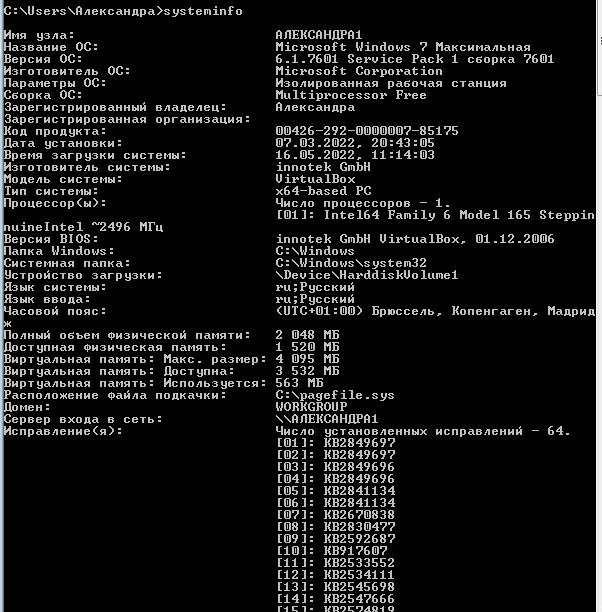 C:\Users\Александра>systeminfo
Имя узла: АЛЕКСАНДРА1
Название ОС: Microsoft Windows 7 Максимальная
Версия ОС: 6.1.7601 Service Pack 1 сборка 7601
Изготовитель ОС: Microsoft Corporation
Параметры ОС: Изолированная рабочая станция
Сборка ОС: Multiprocessor Free
Зарегистрированный владелец: Александра
Зарегистрированная организация:
Код продукта: 00426-292-0000007-85175
Дата установки: 07.03.2022, 20:43:05
Время загрузки системы: 16.05.2022, 11:14:03
Изготовитель системы: innotek GmbH
Модель системы: VirtualBox
Тип системы: x64-based PC
Процессор(ы): Число процессоров - 1.
[01]: Intel64 Family 6 Model 165 Steppin
nuineIntel ~2496 МГц
Версия BIOS: innotek GmbH VirtualBox, 01.12.2006
Папка Windows: C:\Windows
Системная папка: C:\Windows\system32
Устройство загрузки: \Device\HarddiskVolume1
Язык системы: ru;Русский
Язык ввода: ru;Русский
Часовой пояс: (UTC+01:00) Брюссель, Копенгаген, Мадрид
ж
Полный объем физической памяти: 2 048 МБ
Доступная физическая память: 1 520 МБ
Виртуальная память: Макс. размер: 4 095 МБ
Виртуальная память: Доступна: 3 532 МБ
Виртуальная память: Используется: 563 МБ
Расположение файла подкачки: C:\pagefile.sys
Домен: WORKGROUP
Сервер входа в сеть: \\АЛЕКСАНДРА1
Исправление(я): Число установленных исправлений - 64.
[01]: KB2849697
[02]: KB2849697
[03]: KB2849696
[04]: KB2849696
[05]: KB2841134
[06]: KB2841134
[07]: KB2670838
[08]: KB2830477
[09]: KB2592687
[10]: KB917607
[11]: KB2533552
[12]: KB2534111
[13]: KB2545698
[14]: KB2547666
[15]: KB2574819